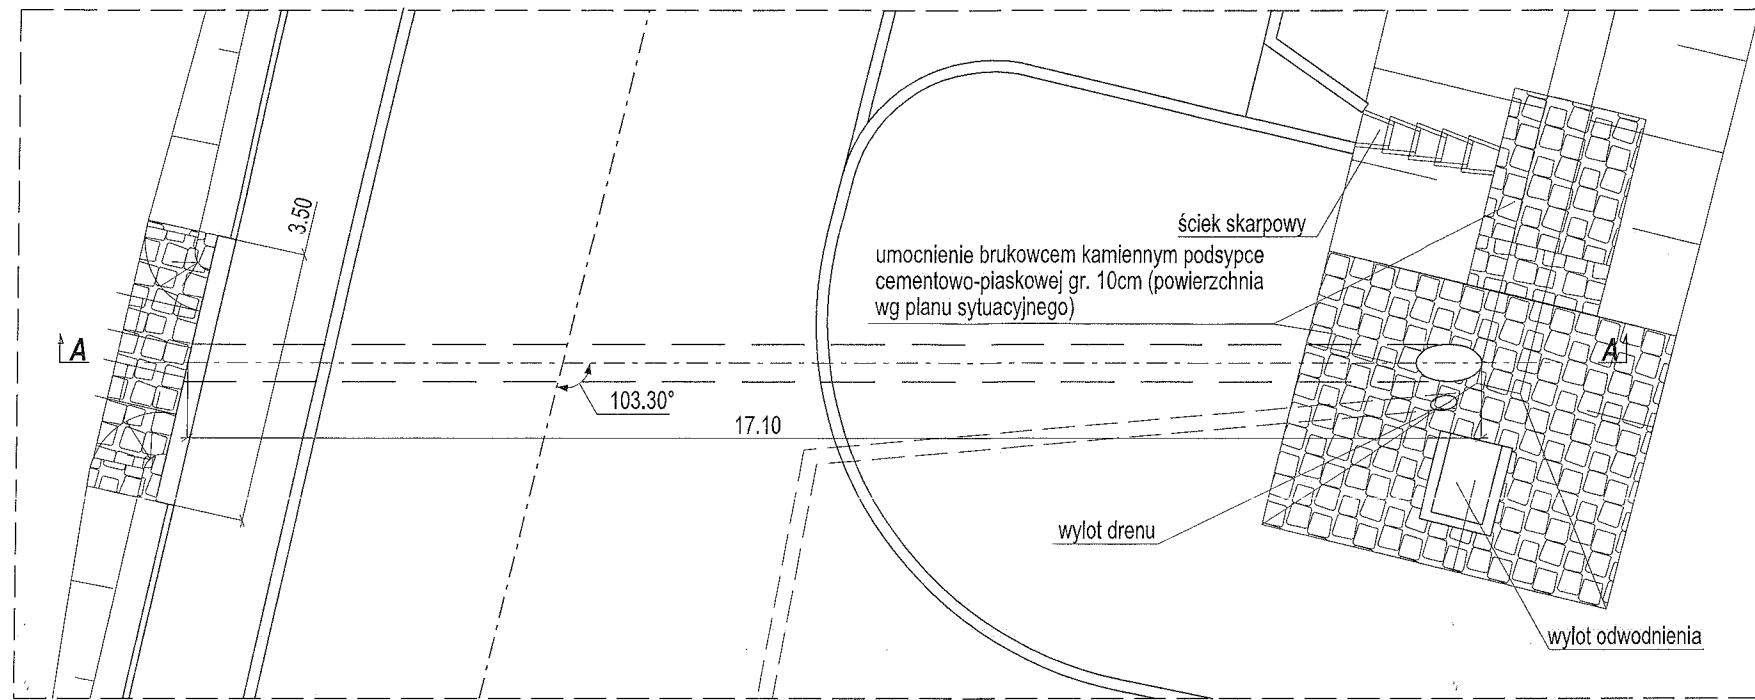 3.50
ściek skarpowy
umocnienie brukowcem kamiennym podsypce
cementowo-piaskowej gr. 10cm (powierzchnia
wg planu sytuacyjnego)
A
A
103.30°
17.10
wylot drenu
wylot odwodnienia